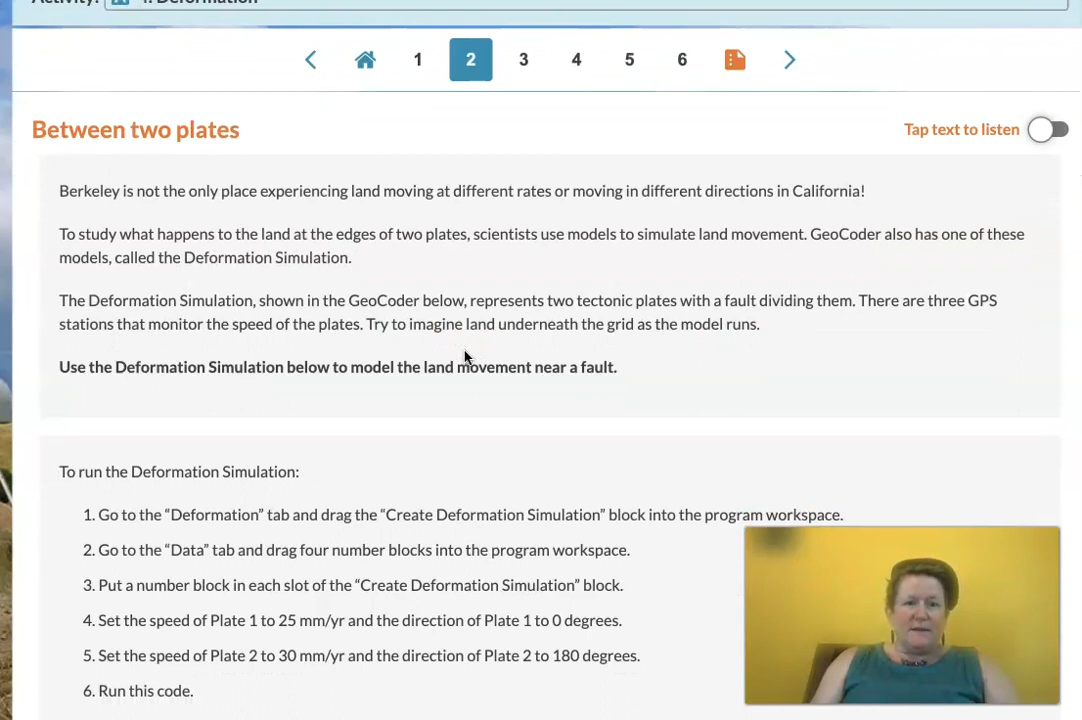 Activity: 4. Deformation
1 2 3 4 5 6
Between two plates
Tap text to listen
Berkeley is not the only place experiencing land moving at different rates or moving in different directions in California!
To study what happens to the land at the edges of two plates, scientists use models to simulate land movement. GeoCoder also has one of these
models, called the Deformation Simulation.
The Deformation Simulation, shown in the GeoCoder below, represents two tectonic plates with a fault dividing them. There are three GPS
stations that monitor the speed of the plates. Try to imagine land underneath the grid as the model runs.
Use the Deformation Simulation below to model the land movement near a fault.
To run the Deformation Simulation:
1. Go to the “Deformation” tab and drag the “Create Deformation Simulation” block into the program workspace.
2. Go to the “Data” tab and drag four number blocks into the program workspace.
3. Put a number block in each slot of the “Create Deformation Simulation” block.
4. Set the speed of Plate 1 to 25 mm/yr and the direction of Plate 1 to 0 degrees.
5. Set the speed of Plate 2 to 30 mm/yr and the direction of Plate 2 to 180 degrees.
6. Run this code.